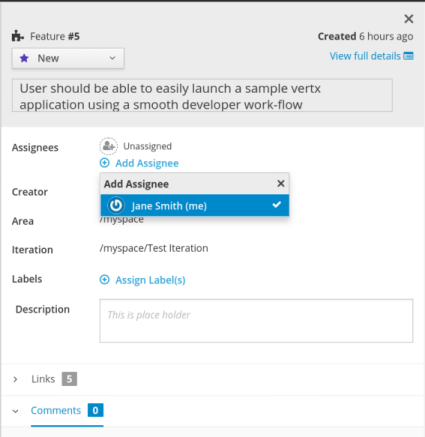 Feature #5
Created 6 hours ago
New
View full details
User should be able to easily launch a sample vertx
application using a smooth developer work-flow
Assignees
Unassigned
Add Assignee
Add Assignee
Jane Smith (me)
Creator
Area
/myspace
Iteration
/myspace/Test Iteration
Labels
Assign Label(s)
Description
This is place holder
Links 5
Comments 0